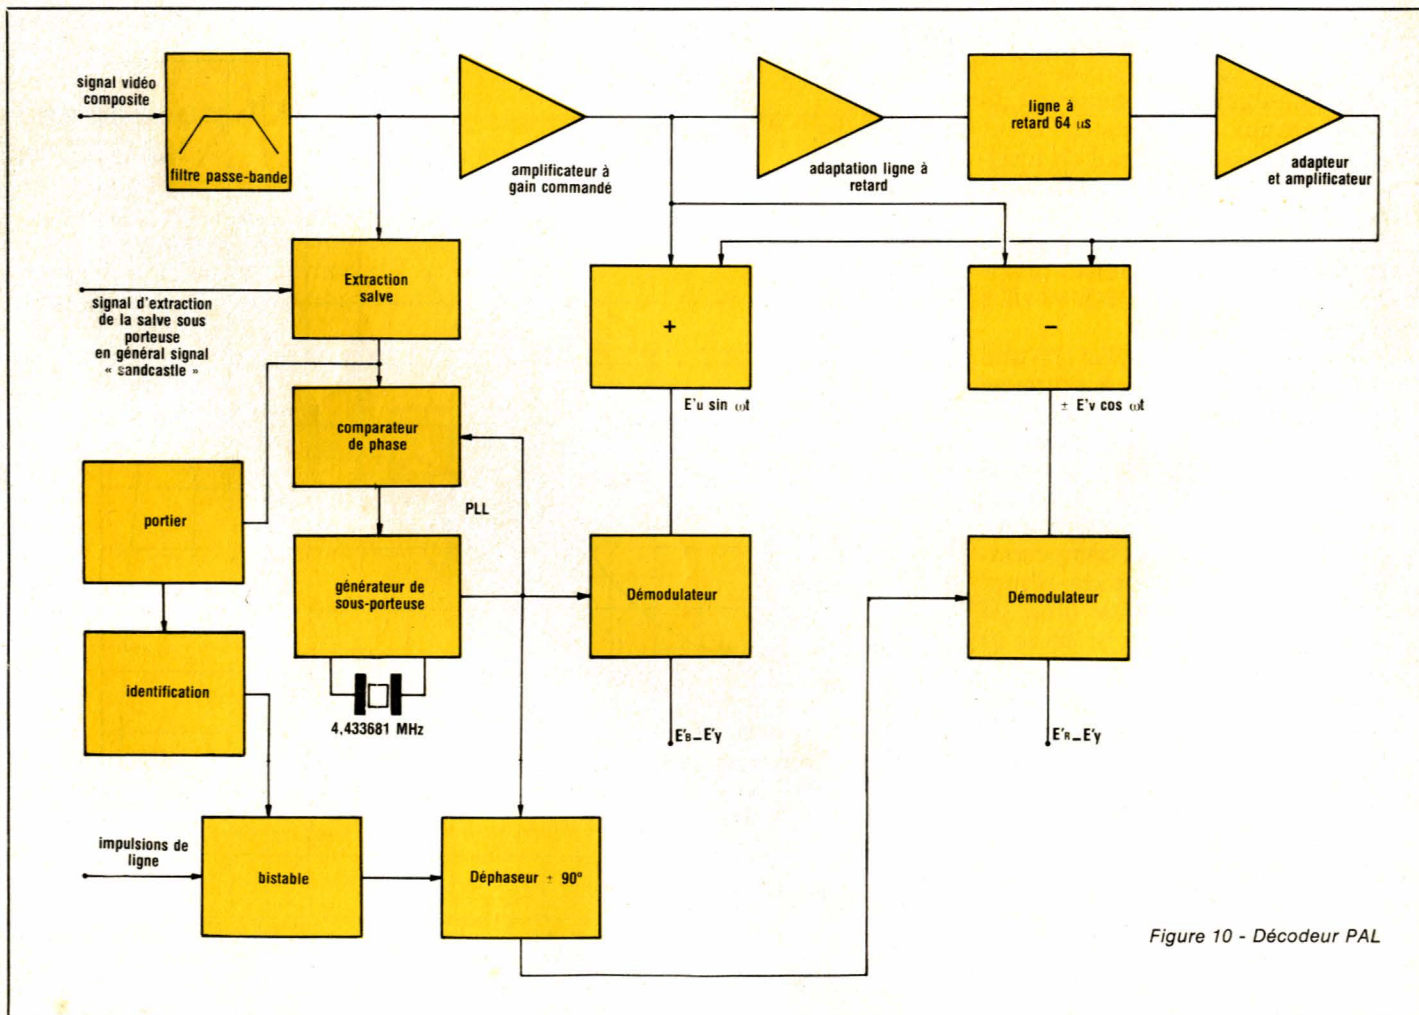 signal vidéo
composite
filtre passe-bande
amplificateur à
gain commandé
adaptation ligne à
retard
ligne à
retard 64 µs
adapteur
et amplificateur
Extraction
salve
signal d'extraction
de la salve sous
porteuse
en général signal
« sandcastle »
+
−
E'u sin ωt
± E'v cos ωt
comparateur
de phase
PLL
portier
générateur de
sous-porteuse
Démodulateur
Démodulateur
identification
4,433681 MHz
E'B_E'y
E'R_E'y
impulsions de
ligne
bistable
Déphaseur ± 90°
Figure 10 - Décodeur PAL